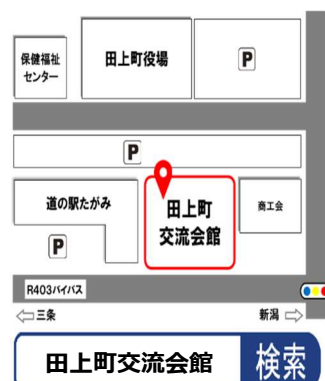 保健福祉
センター
田上町役場
P
P
道の駅たがみ
P
田上町
交流会館
商工会
R403バイパス
三条
新潟
田上町交流会館
検索